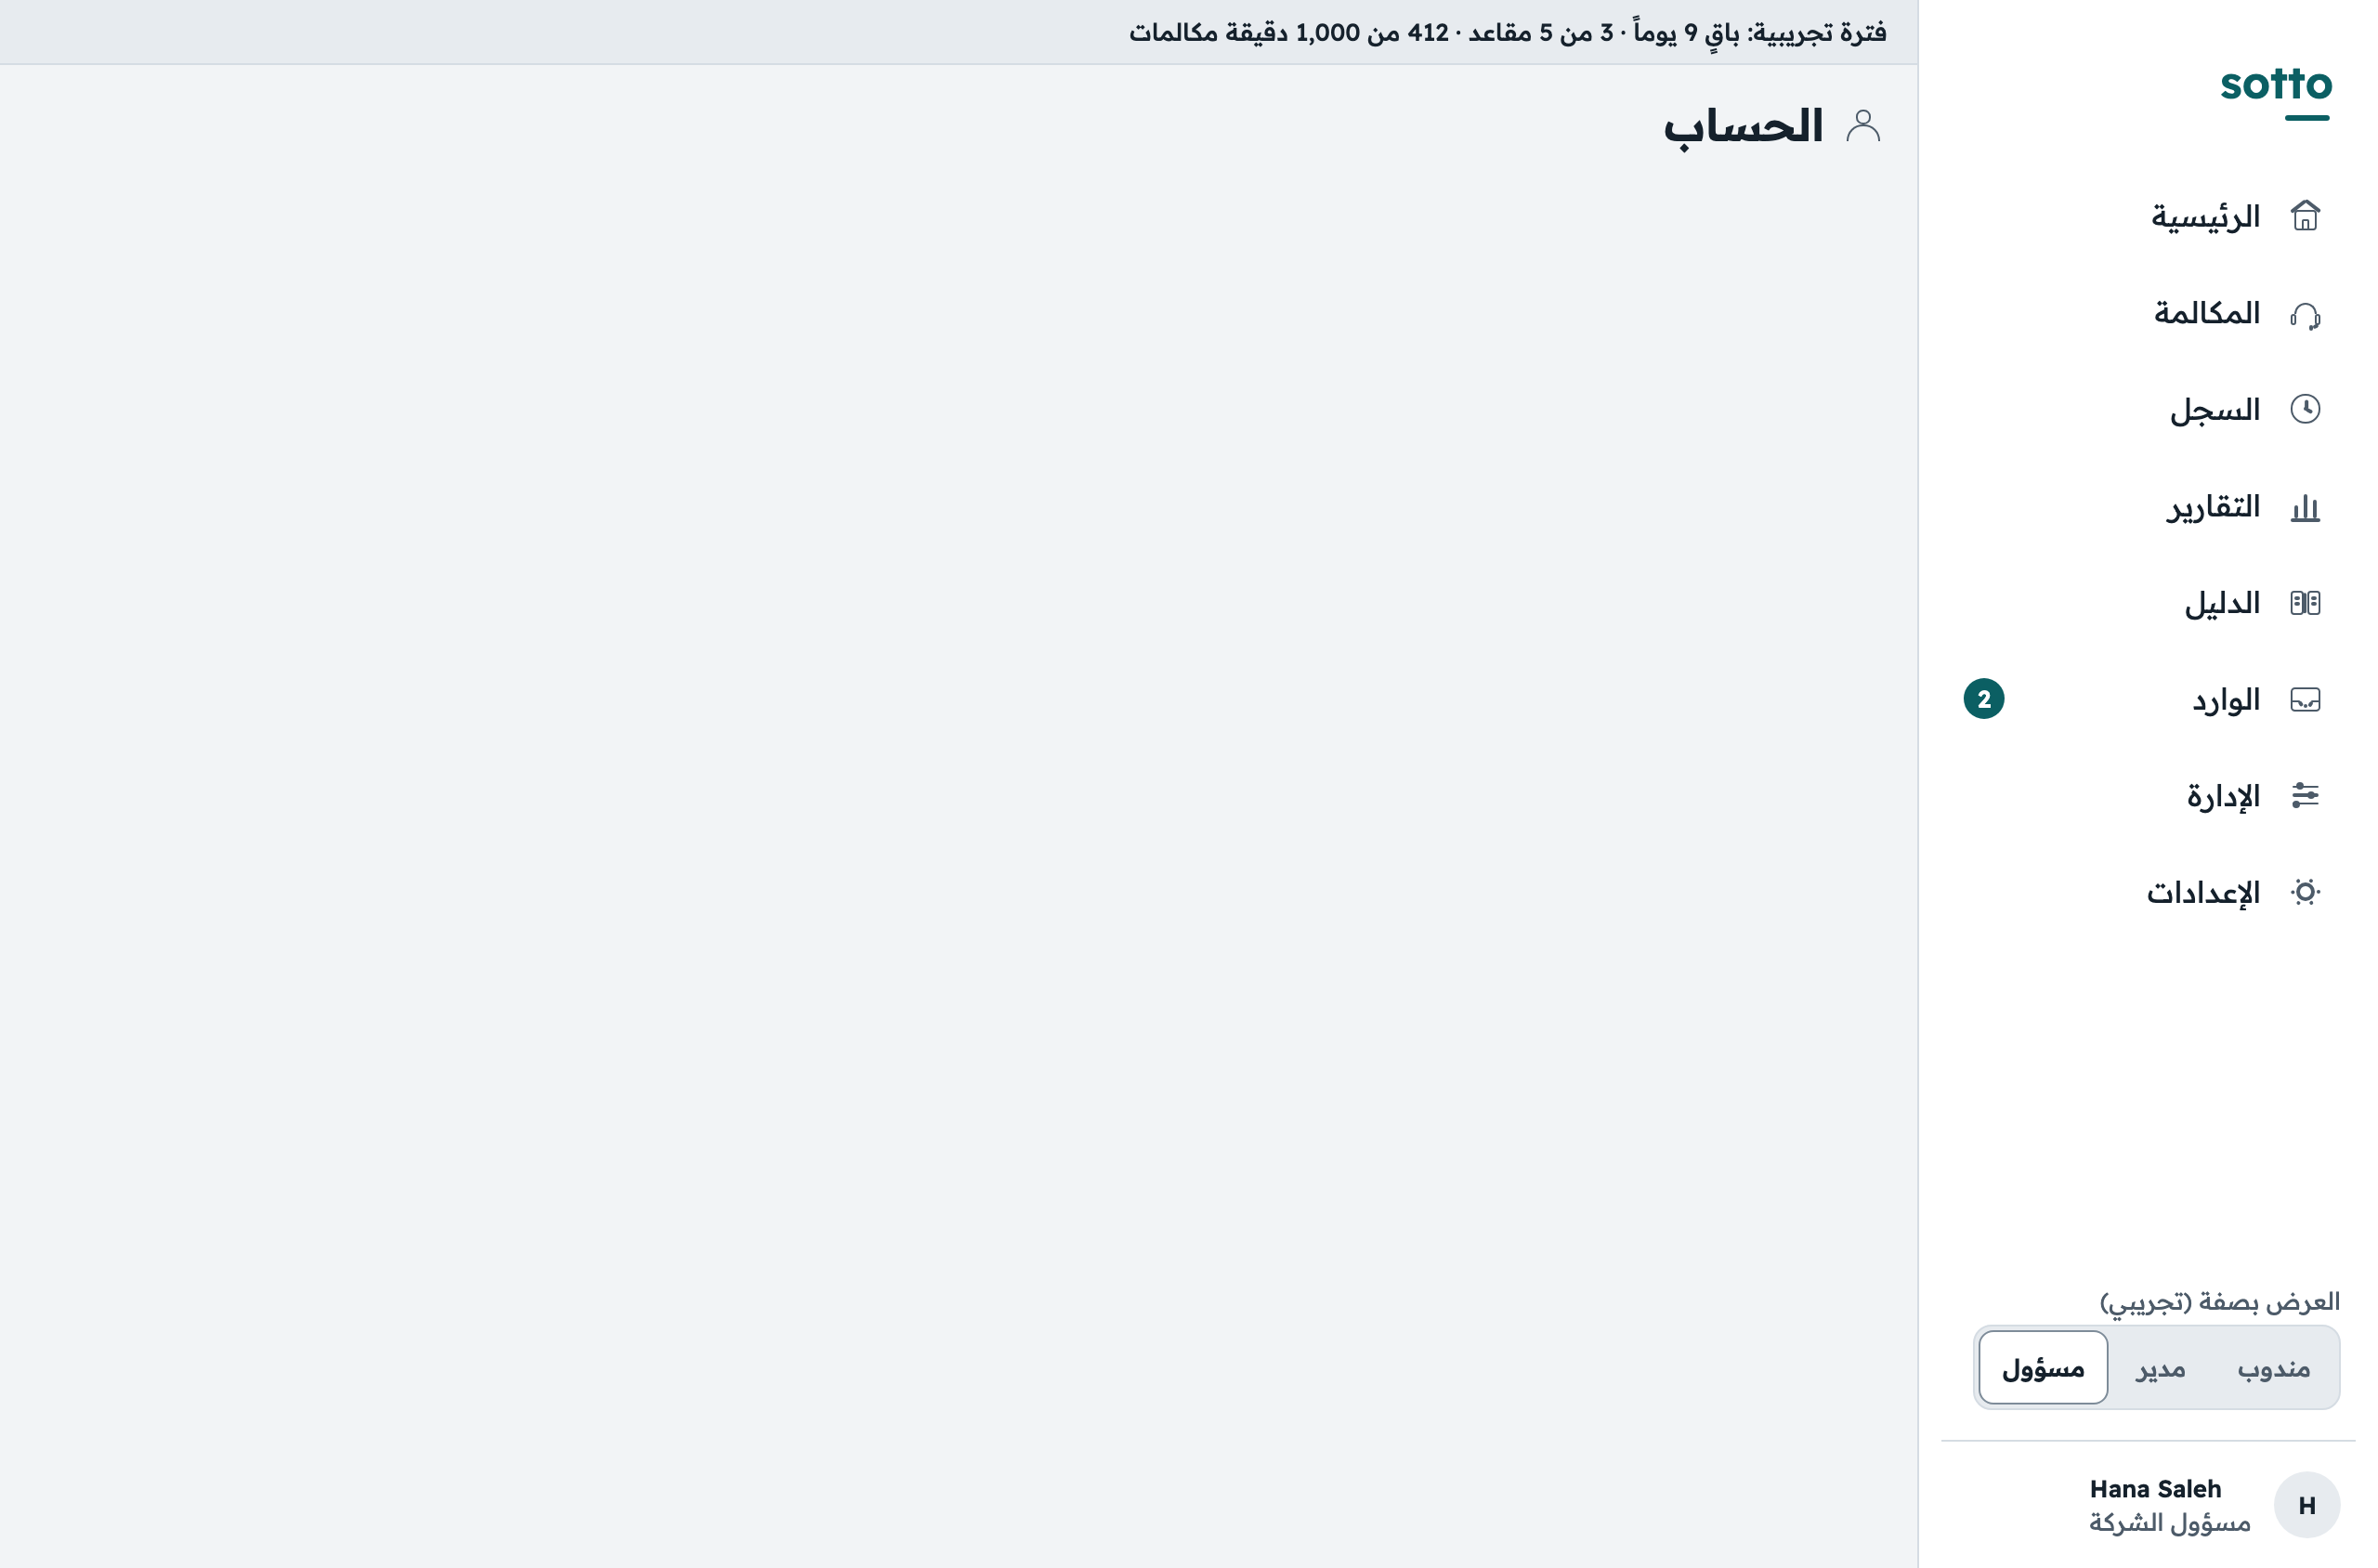 فترة تجريبية: باقٍ 9 يوماً · 3 من 5 مقاعد · 412 من 1,000 دقيقة مكالمات
الحساب
sotto
الرئيسية
المكالمة
السجل
التقارير
الدليل
الوارد 2
الإدارة
الإعدادات
العرض بصفة (تجريبي)
مندوب مدير مسؤول
H
Hana Saleh
مسؤول الشركة